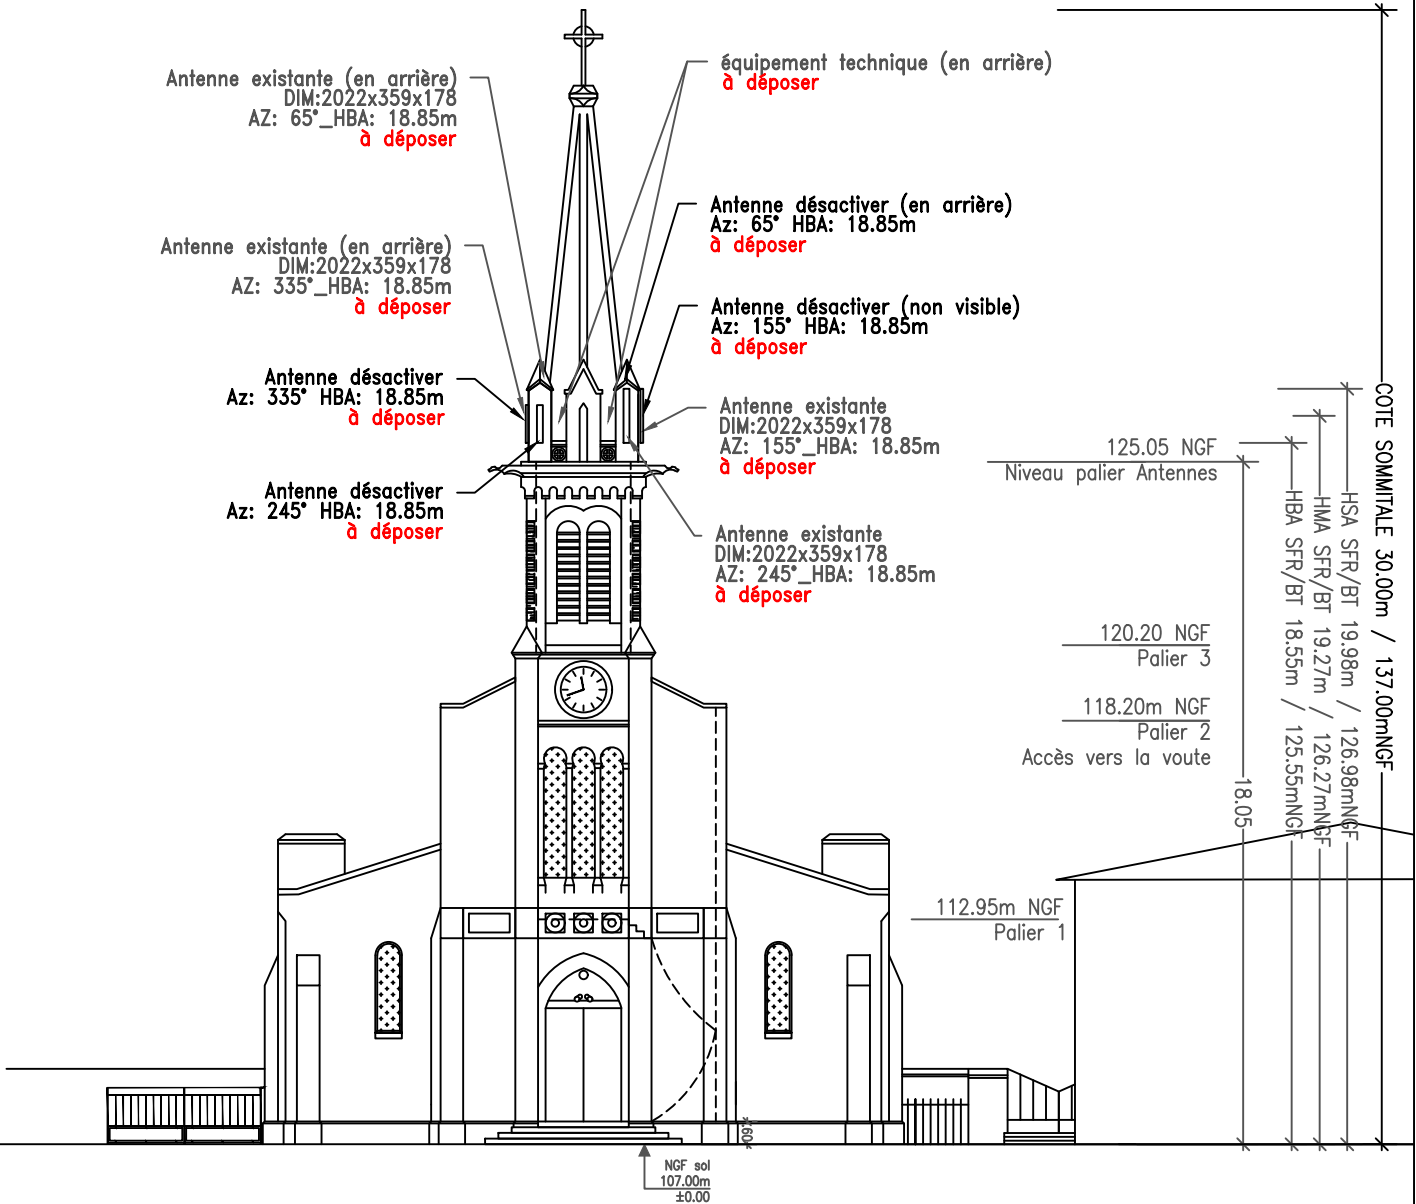 Antenne existante (en arrière)
DIM:2022x359x178
AZ: 65°_HBA: 18.85m
à déposer
équipement technique (en arrière)
à déposer
Antenne désactiver (en arrière)
Az: 65° HBA: 18.85m
à déposer
Antenne existante (en arrière)
DIM:2022x359x178
AZ: 335°_HBA: 18.85m
à déposer
Antenne désactiver (non visible)
Az: 155° HBA: 18.85m
à déposer
Antenne désactiver
Az: 335° HBA: 18.85m
à déposer
Antenne existante
DIM:2022x359x178
AZ: 155°_HBA: 18.85m
à déposer
Antenne désactiver
Az: 245° HBA: 18.85m
à déposer
Antenne existante
DIM:2022x359x178
AZ: 245°_HBA: 18.85m
à déposer
125.05 NGF
Niveau palier Antennes
120.20 NGF
Palier 3
118.20m NGF
Palier 2
Accès vers la voute
112.95m NGF
Palier 1
18.05
HBA SFR/BT 18.55m / 125.55mNGF
HMA SFR/BT 19.27m / 126.27mNGF
HSA SFR/BT 19.98m / 126.98mNGF
COTE SOMMITALE 30.00m / 137.00mNGF
NGF sol
107.00m
±0.00